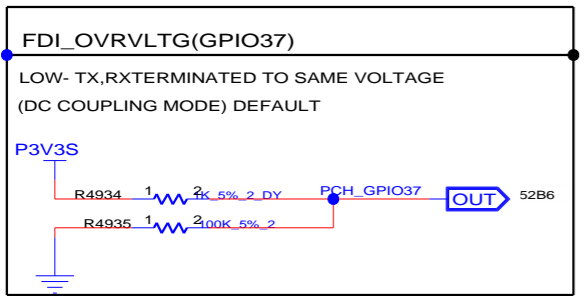 FDI_OVRVLTG(GPIO37)
LOW- TX,RXTERMINATED TO SAME VOLTAGE
(DC COUPLING MODE) DEFAULT
P3V3S
R4934 1 2 1K_5%_2_DY PCH_GPIO37 OUT 52B6
R4935 1 2 100K_5%_2